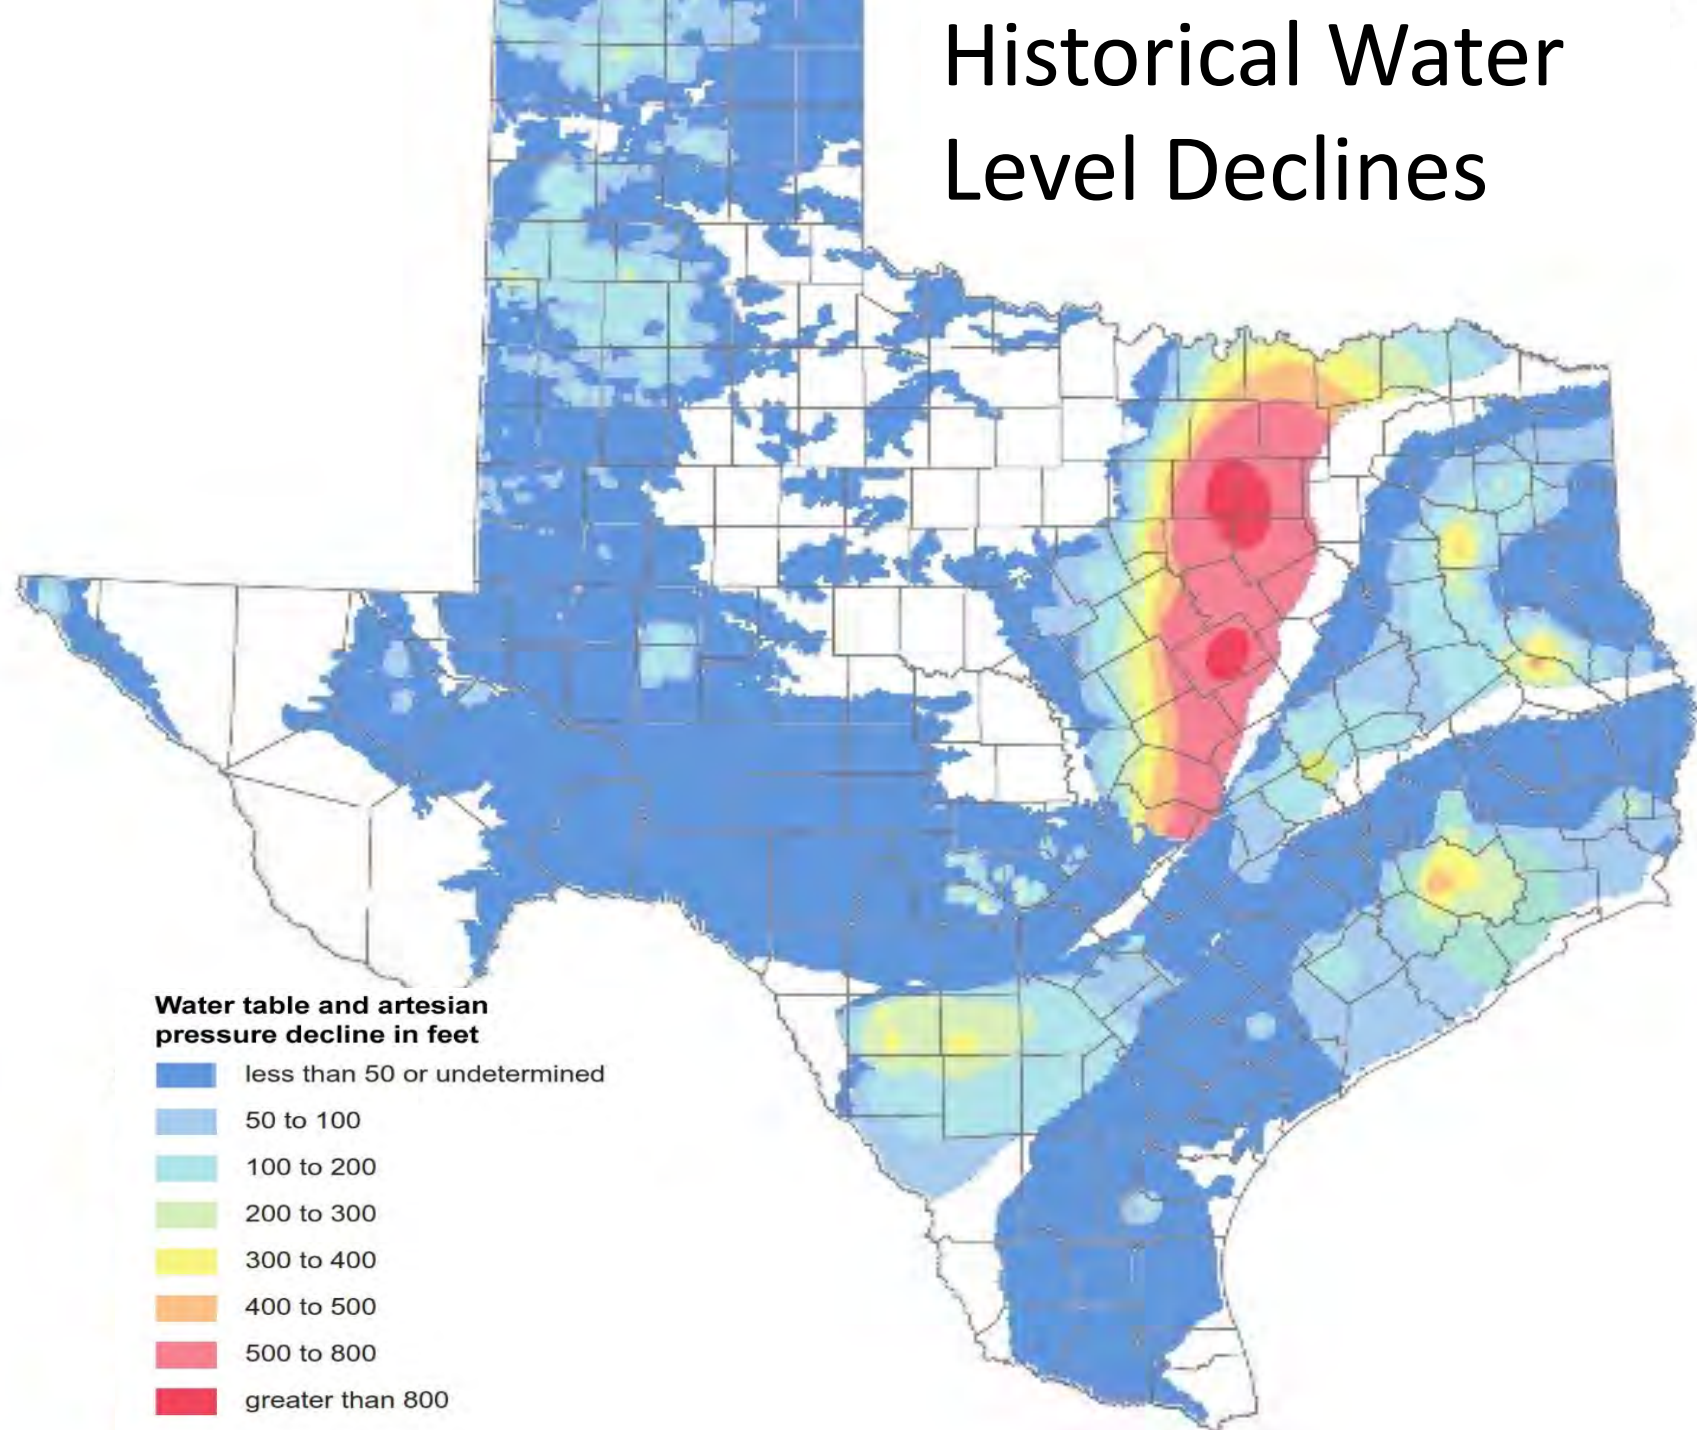 Historical Water
Level Declines
Water table and artesian
pressure decline in feet
less than 50 or undetermined
50 to 100
100 to 200
200 to 300
300 to 400
400 to 500
500 to 800
greater than 800